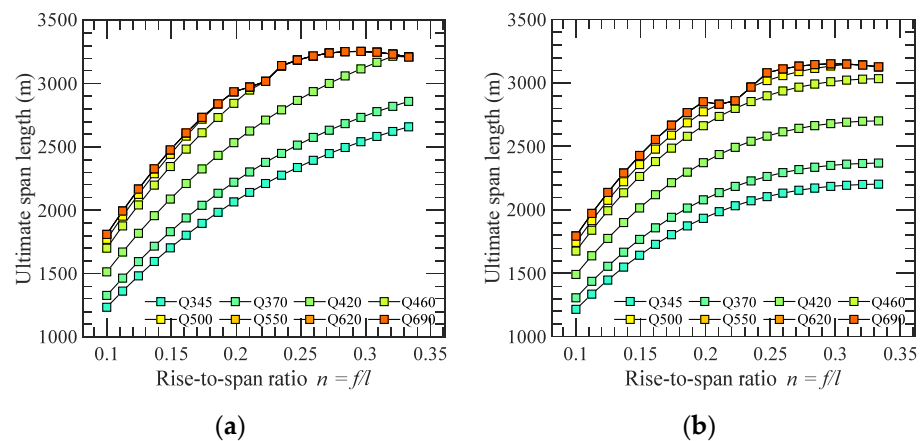 3500
3000
2500
2000
1500
1000
Ultimate span length (m)
Q345 Q370 Q420 Q460
Q500 Q550 Q620 Q690
0.1 0.15 0.2 0.25 0.3 0.35
Rise-to-span ratio n = f/l
(a)
3500
3000
2500
2000
1500
1000
Ultimate span length (m)
Q345 Q370 Q420 Q460
Q500 Q550 Q620 Q690
0.1 0.15 0.2 0.25 0.3 0.35
Rise-to-span ratio n = f/l
(b)